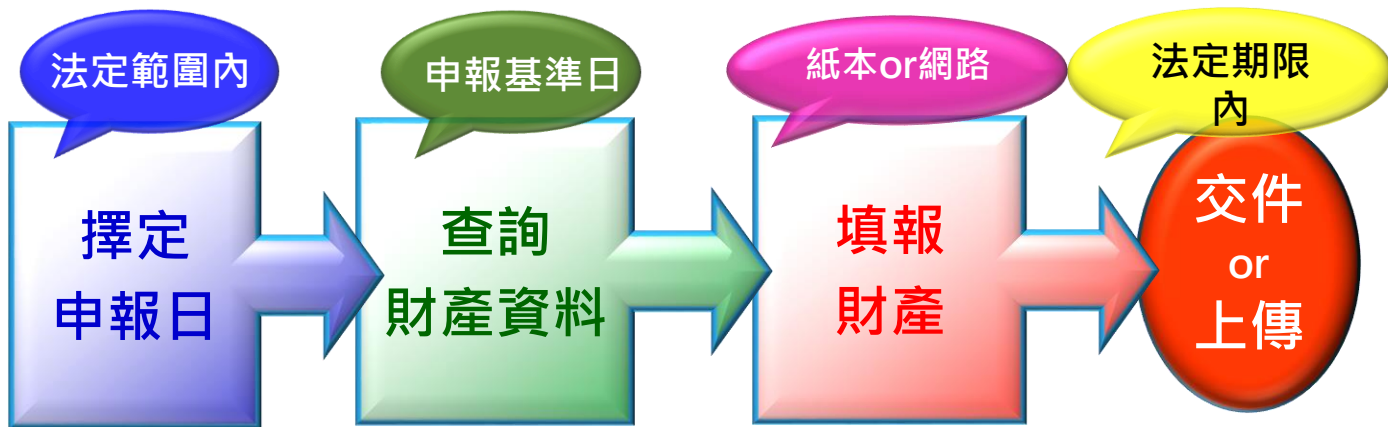 法定範圍內
申報基準日
紙本or網路
法定期限
內
擇定
申報日
查詢
財產資料
填報
財產
交件
or
上傳